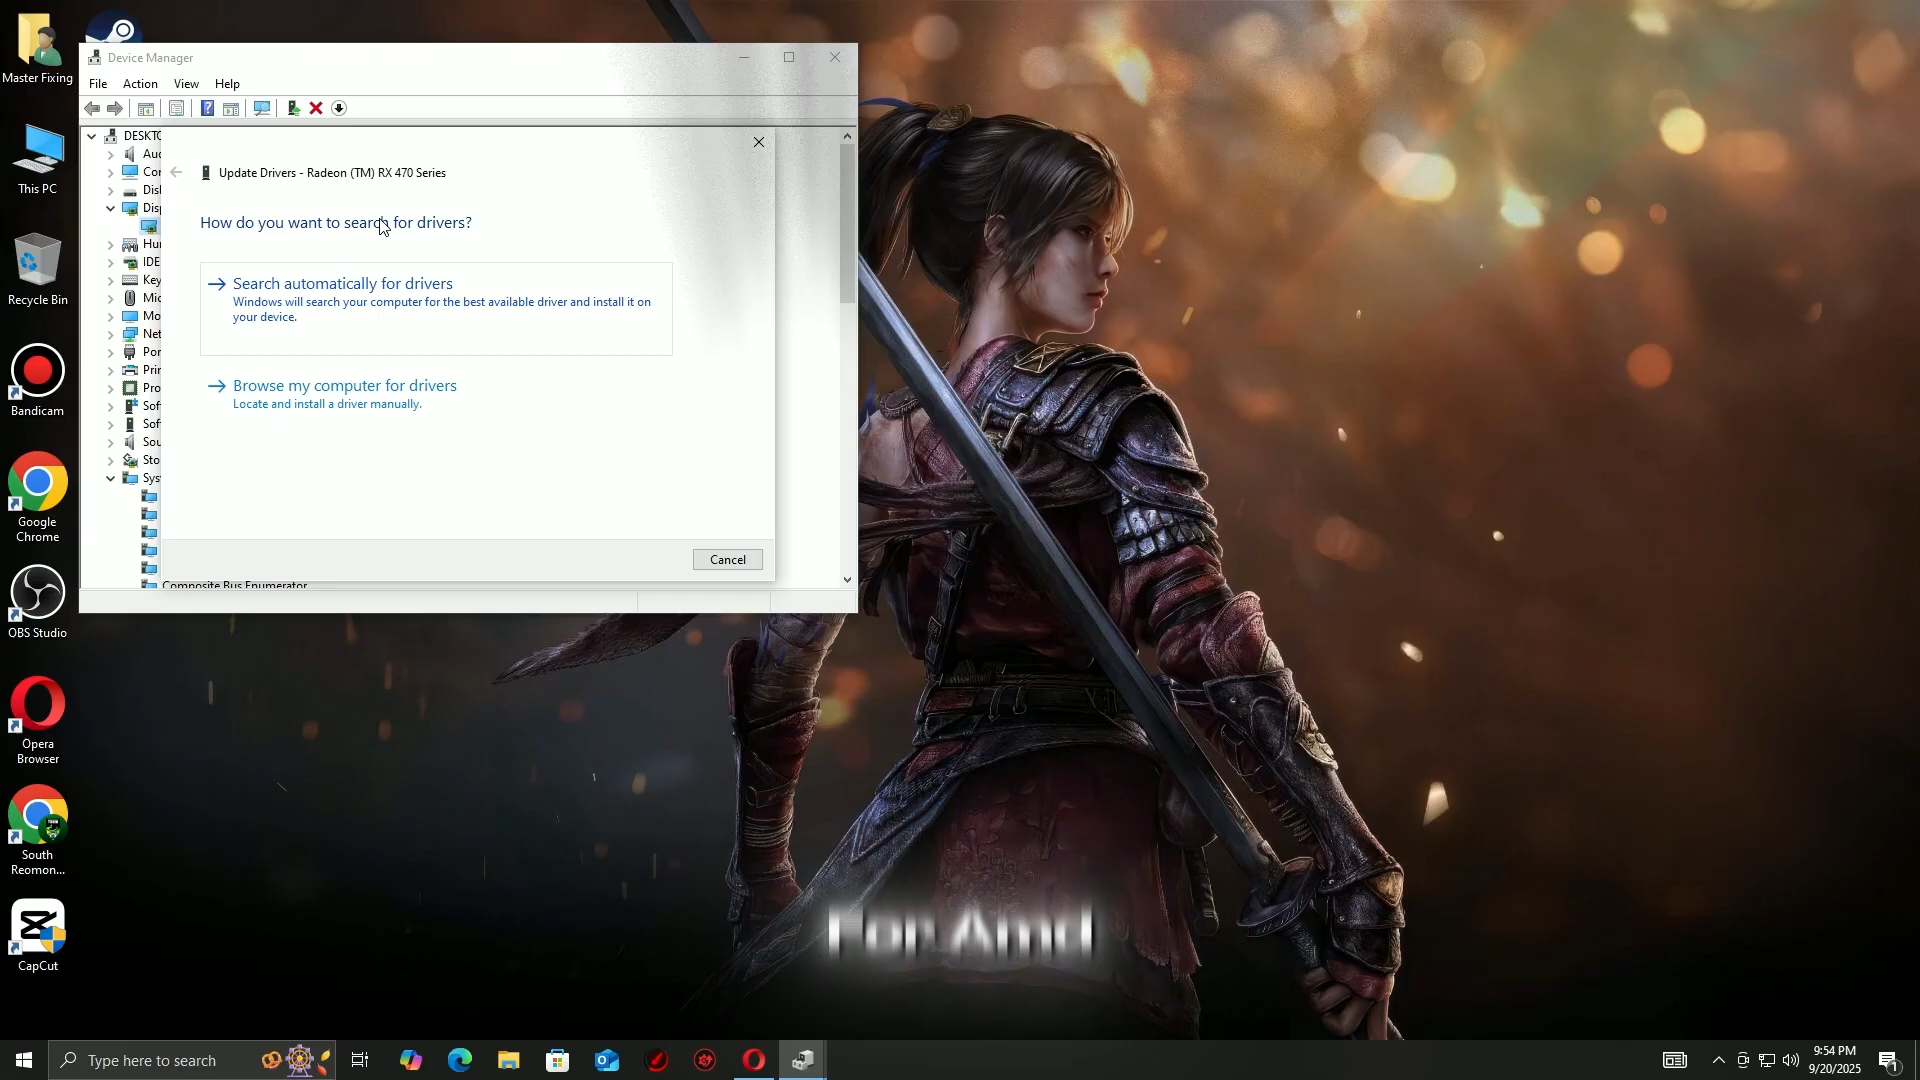 Master Fixing
This PC
Recycle Bin
Bandicam
Google
Chrome
OBS Studio
Opera
Browser
South
Reomon...
CapCut
Device Manager
File Action View Help
DESKTO
Disp
Update Drivers - Radeon (TM) RX 470 Series
How do you want to search for drivers?
Search automatically for drivers
Windows will search your computer for the best available driver and install it on
your device.
Browse my computer for drivers
Locate and install a driver manually.
Cancel
Composite Bus Enumerator
For Amd
Type here to search
9:54 PM
9/20/2025
1